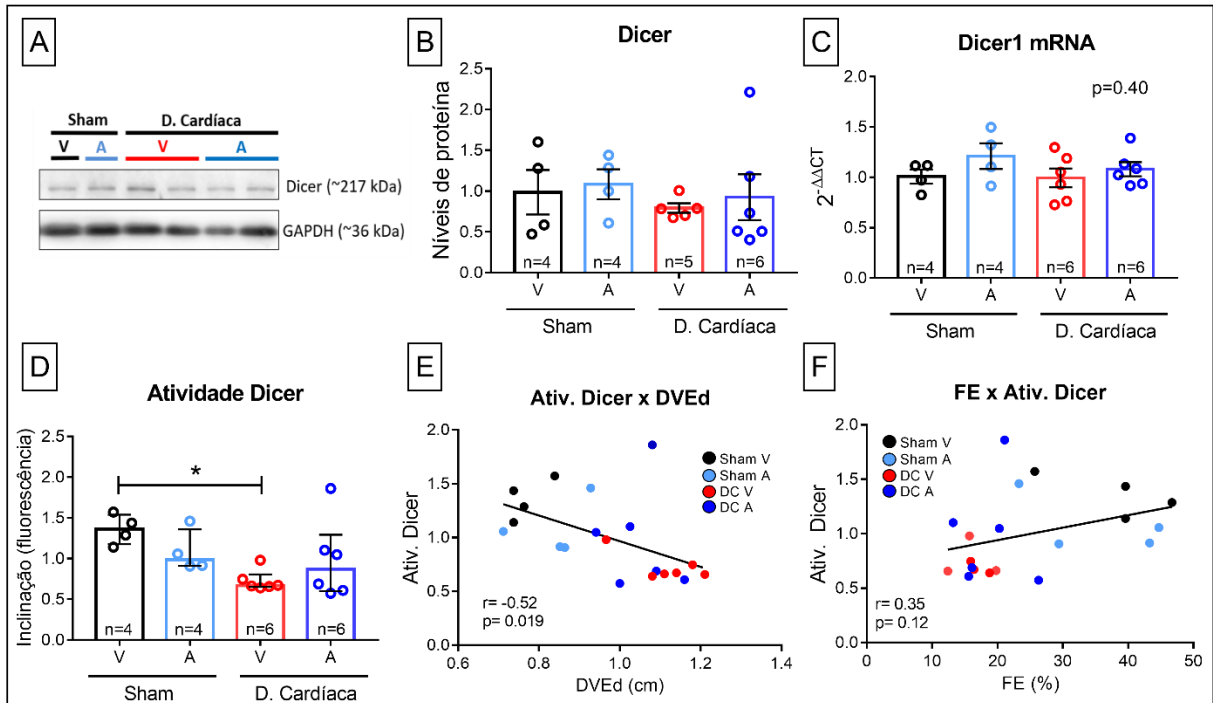 A
Sham D. Cardíaca
V A V A
Dicer (~217 kDa)
GAPDH (~36 kDa)
B
Dicer
Níveis de proteína
2.5
2.0
1.5
1.0
0.5
0.0
n=4 n=4 n=5 n=6
V A V A
Sham D. Cardíaca
C
Dicer1 mRNA
p=0.40
2^-ΔΔCT
2.0
1.5
1.0
0.5
0.0
n=4 n=4 n=6 n=6
V A V A
Sham D. Cardíaca
D
Atividade Dicer
Inclinação (fluorescência)
2.5
2.0
1.5
1.0
0.5
0.0
*
n=4 n=4 n=6 n=6
V A V A
Sham D. Cardíaca
E
Ativ. Dicer x DVEd
Ativ. Dicer
2.0
1.5
1.0
0.5
0.0
Sham V
Sham A
DC V
DC A
r= -0.52
p= 0.019
0.6 0.8 1.0 1.2 1.4
DVEd (cm)
F
FE x Ativ. Dicer
Ativ. Dicer
2.0
1.5
1.0
0.5
0.0
Sham V
Sham A
DC V
DC A
r= 0.35
p= 0.12
0 10 20 30 40 50
FE (%)